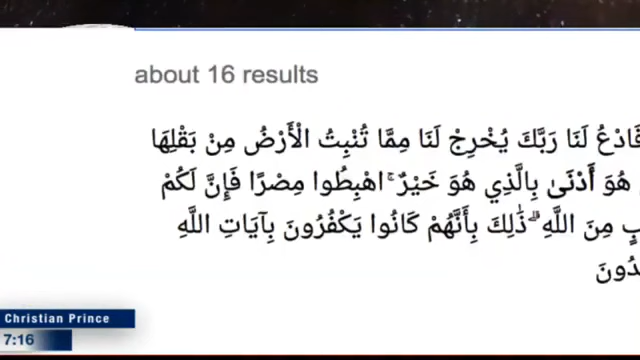 about 16 results
فَادْعُ لَنَا رَبَّكَ يُخْرِجْ لَنَا مِمَّا تُنْبِتُ الْأَرْضُ مِنْ بَقْلِهَا
هُوَ أَدْنَىٰ بِالَّذِي هُوَ خَيْرٌ ۚ اهْبِطُوا مِصْرًا فَإِنَّ لَكُمْ
مِنَ اللَّهِ ۗ ذَٰلِكَ بِأَنَّهُمْ كَانُوا يَكْفُرُونَ بِآيَاتِ اللَّهِ
Christian Prince
7:16